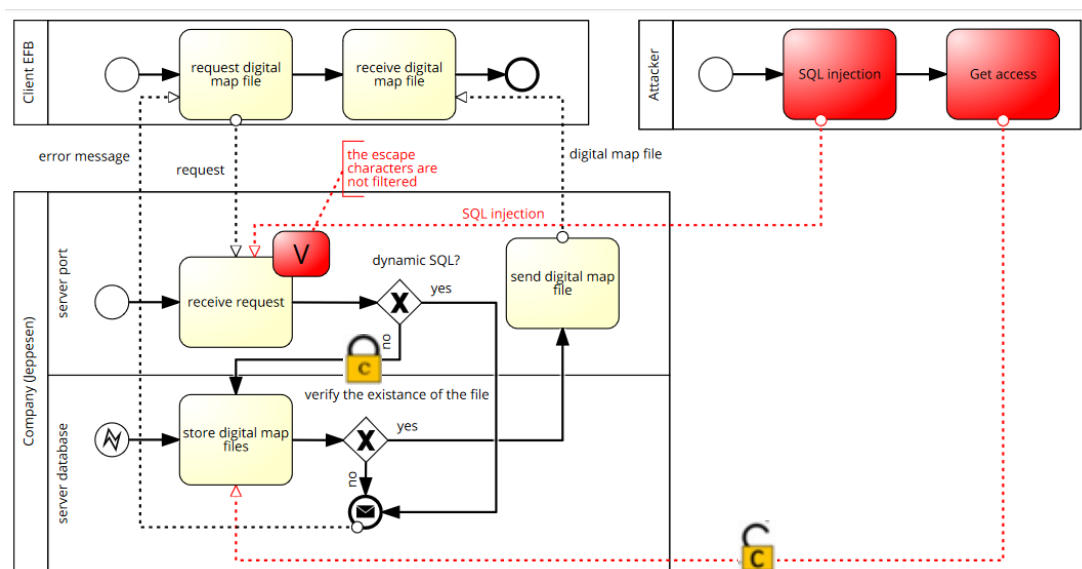 Client EFB
request digital
map file
receive digital
map file
Attacker
SQL injection
Get access
error message
request
the escape
characters are
not filtered
digital map file
SQL injection
Company (Jeppesen)
server port
V
receive request
dynamic SQL?
X
yes
no
send digital map
file
C
server database
verify the existance of the file
store digital map
files
X
yes
no
C